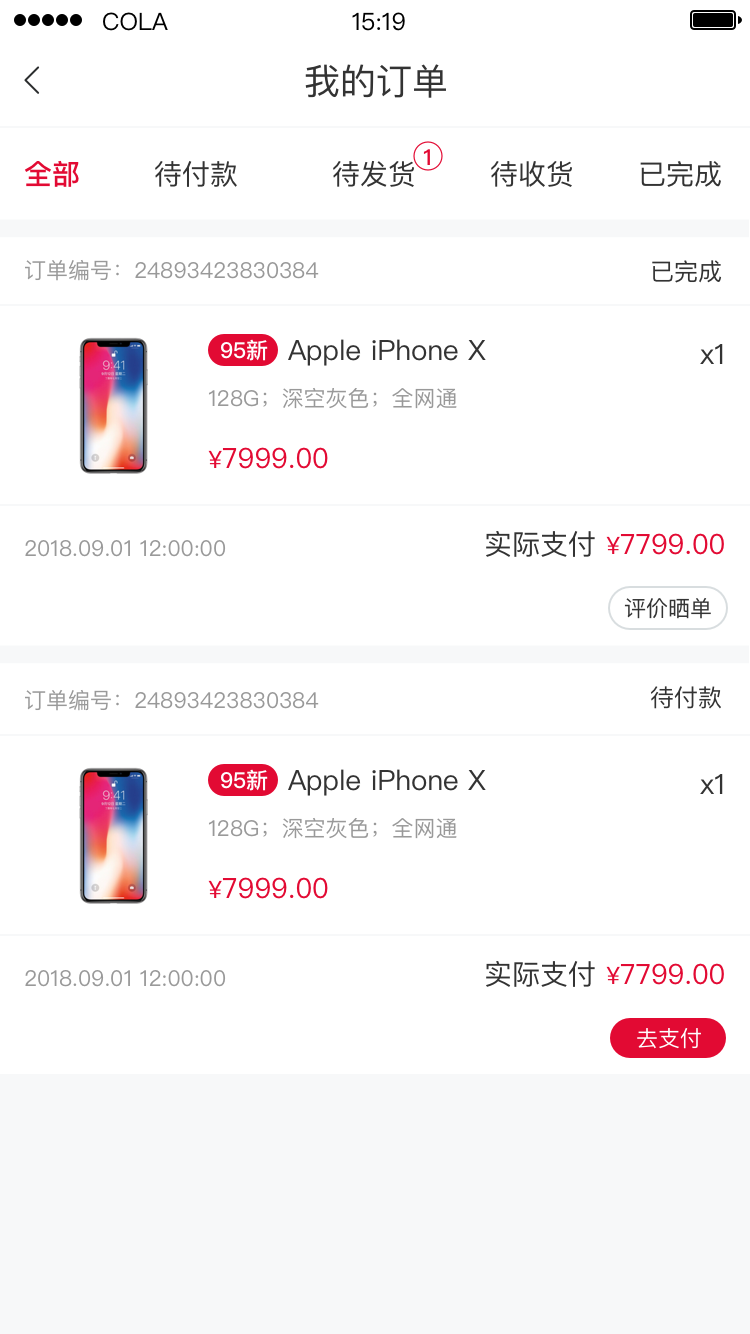 COLA 15:19
我的订单
全部 待付款 待发货 1 待收货 已完成
订单编号：24893423830384 已完成
95新 Apple iPhone X x1
9:41
128G；深空灰色；全网通
¥7999.00
2018.09.01 12:00:00 实际支付 ¥7799.00
评价晒单
订单编号：24893423830384 待付款
95新 Apple iPhone X x1
9:41
128G；深空灰色；全网通
¥7999.00
2018.09.01 12:00:00 实际支付 ¥7799.00
去支付